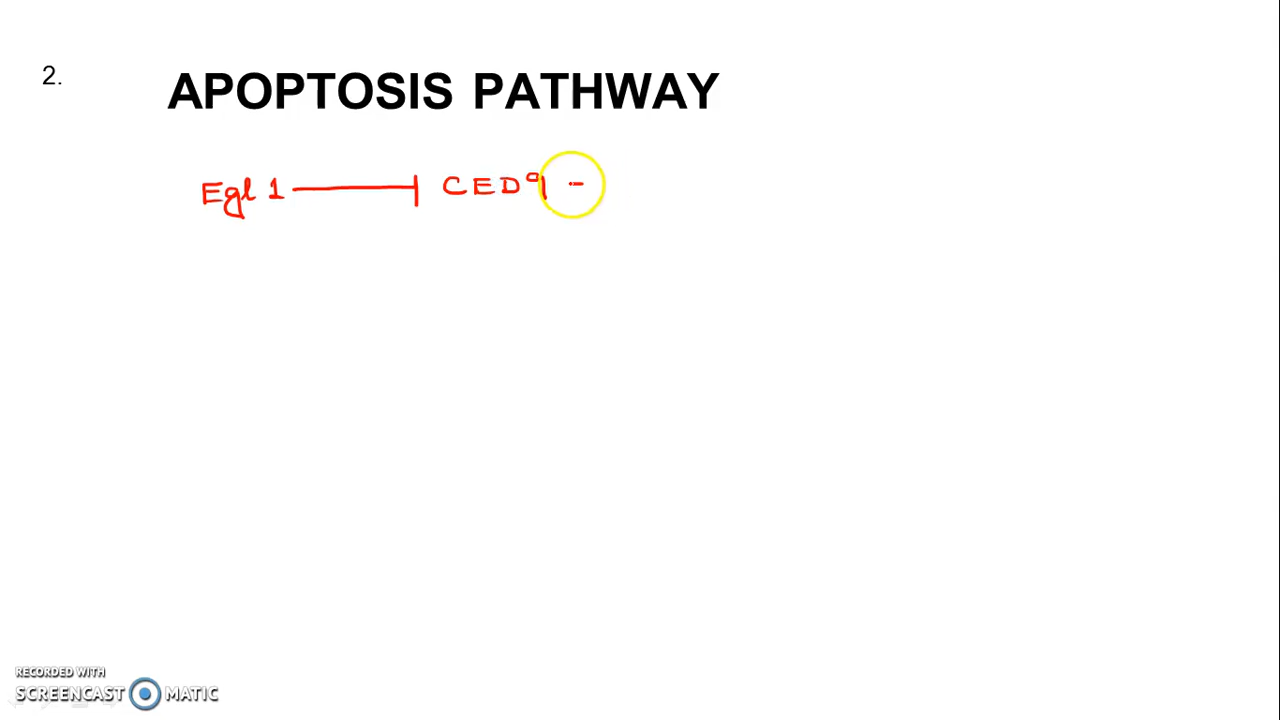 2.
APOPTOSIS PATHWAY
Egl 1 CED9
RECORDED WITH
SCREENCAST MATIC